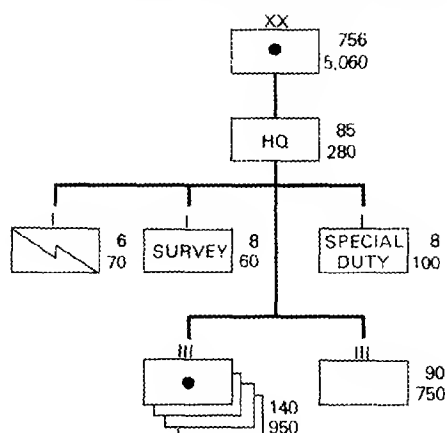 XX
756
5,060
HQ
85
280
I
6
70
I
SURVEY
8
60
I
SPECIAL
DUTY
8
100
III
140
950
III
90
750